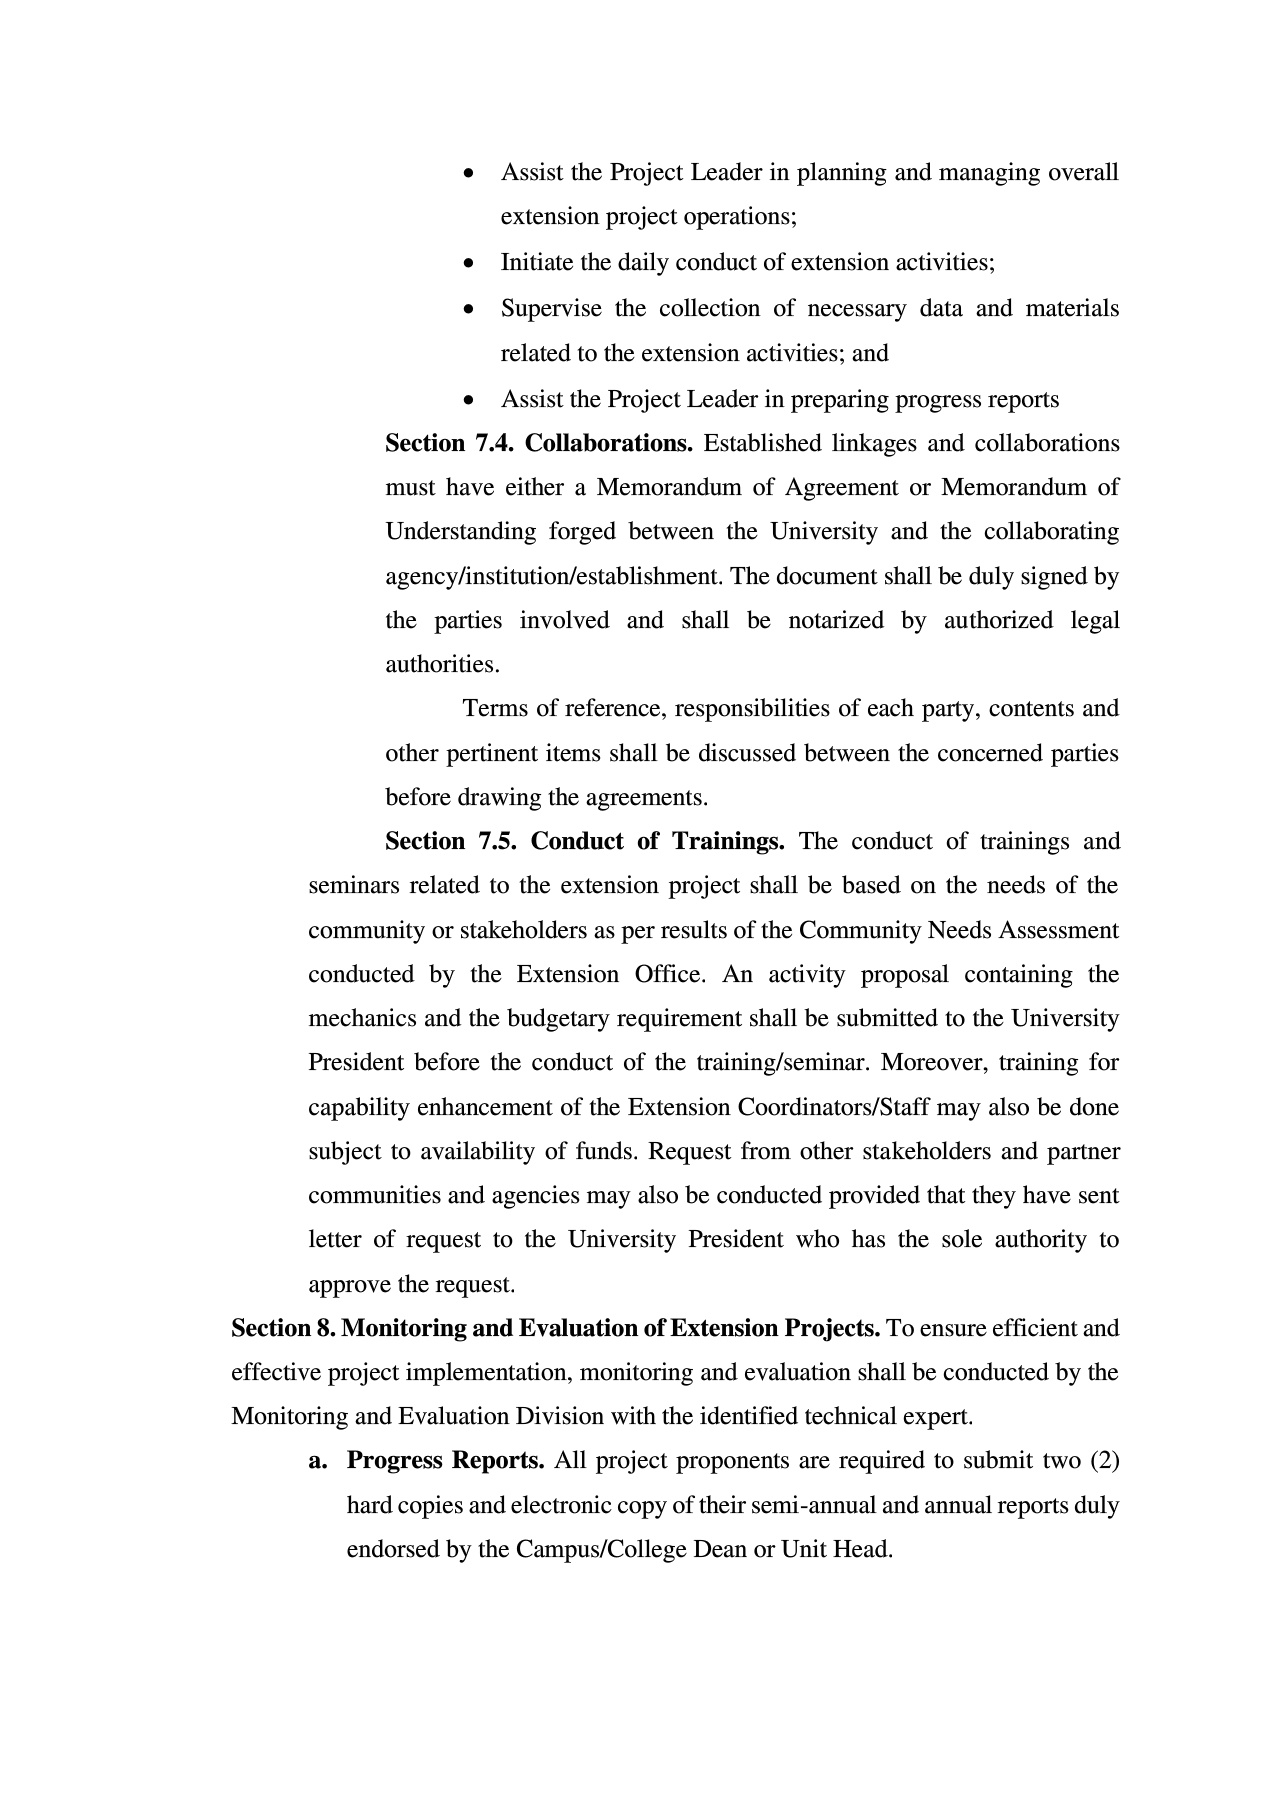 • Assist the Project Leader in planning and managing overall
extension project operations;
• Initiate the daily conduct of extension activities;
• Supervise the collection of necessary data and materials
related to the extension activities; and
• Assist the Project Leader in preparing progress reports
Section 7.4. Collaborations. Established linkages and collaborations
must have either a Memorandum of Agreement or Memorandum of
Understanding forged between the University and the collaborating
agency/institution/establishment. The document shall be duly signed by
the parties involved and shall be notarized by authorized legal
authorities.
Terms of reference, responsibilities of each party, contents and
other pertinent items shall be discussed between the concerned parties
before drawing the agreements.
Section 7.5. Conduct of Trainings. The conduct of trainings and
seminars related to the extension project shall be based on the needs of the
community or stakeholders as per results of the Community Needs Assessment
conducted by the Extension Office. An activity proposal containing the
mechanics and the budgetary requirement shall be submitted to the University
President before the conduct of the training/seminar. Moreover, training for
capability enhancement of the Extension Coordinators/Staff may also be done
subject to availability of funds. Request from other stakeholders and partner
communities and agencies may also be conducted provided that they have sent
letter of request to the University President who has the sole authority to
approve the request.
Section 8. Monitoring and Evaluation of Extension Projects. To ensure efficient and
effective project implementation, monitoring and evaluation shall be conducted by the
Monitoring and Evaluation Division with the identified technical expert.
a. Progress Reports. All project proponents are required to submit two (2)
hard copies and electronic copy of their semi-annual and annual reports duly
endorsed by the Campus/College Dean or Unit Head.